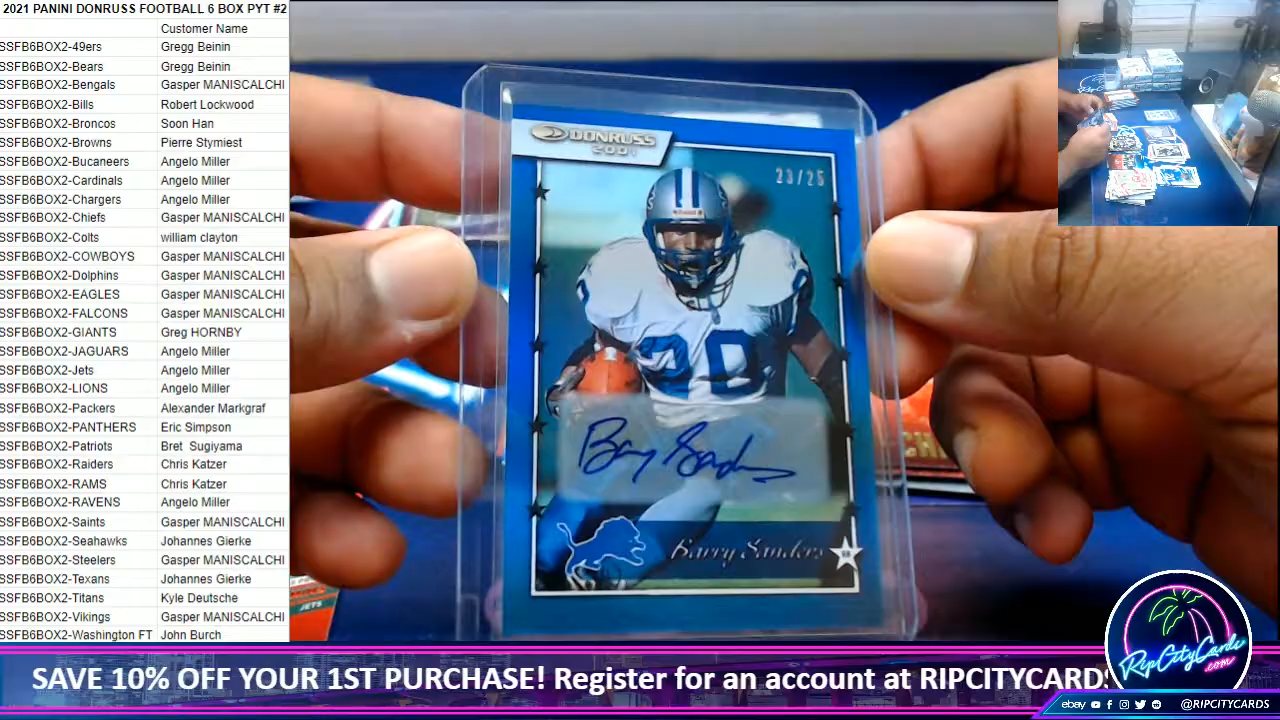 2021 PANINI DONRUSS FOOTBALL 6 BOX PYT #2
Customer Name
SSFB6BOX2-49ers Gregg Beinin
SSFB6BOX2-Bears Gregg Beinin
SSFB6BOX2-Bengals Gasper MANISCALCHI
SSFB6BOX2-Bills Robert Lockwood
SSFB6BOX2-Broncos Soon Han
SSFB6BOX2-Browns Pierre Stymiest
SSFB6BOX2-Bucaneers Angelo Miller
SSFB6BOX2-Cardinals Angelo Miller
SSFB6BOX2-Chargers Angelo Miller
SSFB6BOX2-Chiefs Gasper MANISCALCHI
SSFB6BOX2-Colts william clayton
SSFB6BOX2-COWBOYS Gasper MANISCALCHI
SSFB6BOX2-Dolphins Gasper MANISCALCHI
SSFB6BOX2-EAGLES Gasper MANISCALCHI
SSFB6BOX2-FALCONS Gasper MANISCALCHI
SSFB6BOX2-GIANTS Greg HORNBY
SSFB6BOX2-JAGUARS Angelo Miller
SSFB6BOX2-Jets Angelo Miller
SSFB6BOX2-LIONS Angelo Miller
SSFB6BOX2-Packers Alexander Markgraf
SSFB6BOX2-PANTHERS Eric Simpson
SSFB6BOX2-Patriots Bret Sugiyama
SSFB6BOX2-Raiders Chris Katzer
SSFB6BOX2-RAMS Chris Katzer
SSFB6BOX2-RAVENS Angelo Miller
SSFB6BOX2-Saints Gasper MANISCALCHI
SSFB6BOX2-Seahawks Johannes Gierke
SSFB6BOX2-Steelers Gasper MANISCALCHI
SSFB6BOX2-Texans Johannes Gierke
SSFB6BOX2-Titans Kyle Deutsche
SSFB6BOX2-Vikings Gasper MANISCALCHI
SSFB6BOX2-Washington FT John Burch
DONRUSS
2001
23/25
20
Barry Sanders
Barry Sanders
JETS
SAVE 10% OFF YOUR 1ST PURCHASE! Register for an account at RIPCITYCARDS
RipCityCards
.com
ebay @RIPCITYCARDS